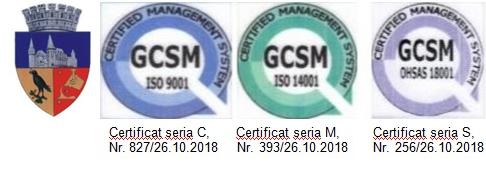 CERTIFIED MANAGEMENT SYSTEM
GCSM
ISO 9001
CERTIFIED MANAGEMENT SYSTEM
GCSM
ISO 14001
CERTIFIED MANAGEMENT SYSTEM
GCSM
OHSAS 18001
Certificat seria C,
Nr. 827/26.10.2018
Certificat seria M,
Nr. 393/26.10.2018
Certificat seria S,
Nr. 256/26.10.2018